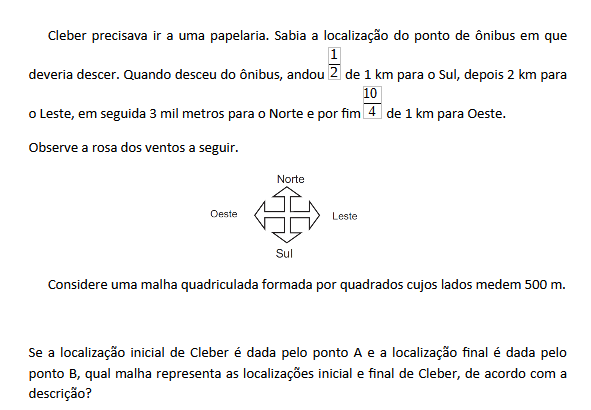 Cleber precisava ir a uma papelaria. Sabia a localização do ponto de ônibus em que
deveria descer. Quando desceu do ônibus, andou 1/2 de 1 km para o Sul, depois 2 km para
o Leste, em seguida 3 mil metros para o Norte e por fim 10/4 de 1 km para Oeste.
Observe a rosa dos ventos a seguir.
Norte
Oeste
Leste
Sul
Considere uma malha quadriculada formada por quadrados cujos lados medem 500 m.
Se a localização inicial de Cleber é dada pelo ponto A e a localização final é dada pelo
ponto B, qual malha representa as localizações inicial e final de Cleber, de acordo com a
descrição?